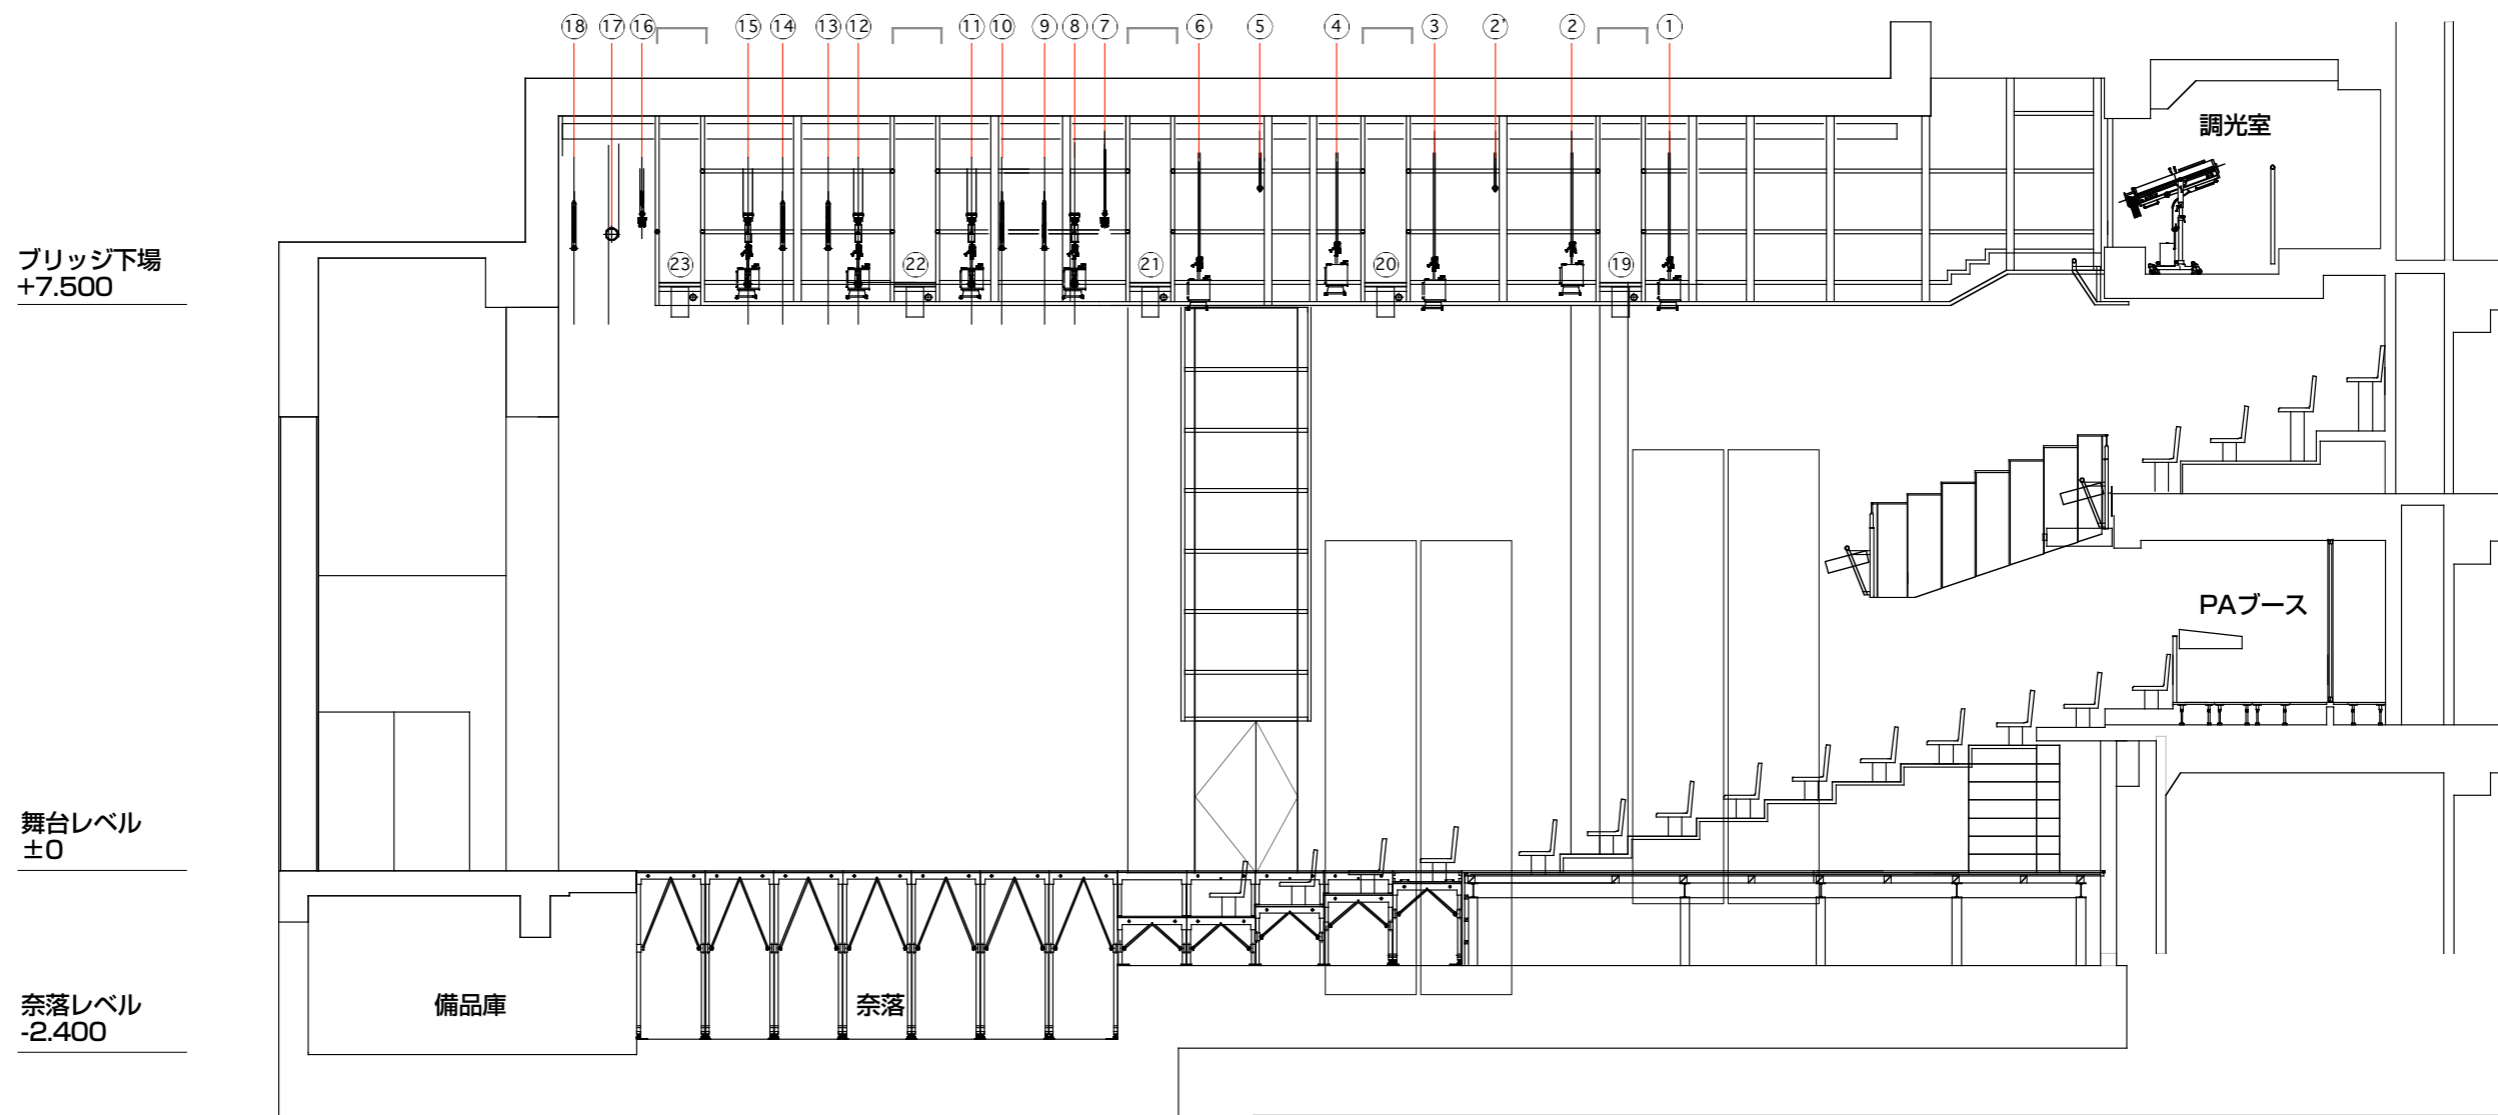 ⑱ ⑰ ⑯ ⑮ ⑭ ⑬ ⑫ ⑪ ⑩ ⑨ ⑧ ⑦ ⑥ ⑤ ④ ③ 2' ② ①
調光室
ブリッジ下場
+7.500
㉓ ㉒ ㉑ ⑳ ⑲
PAブース
舞台レベル
±0
奈落レベル
-2.400
備品庫
奈落